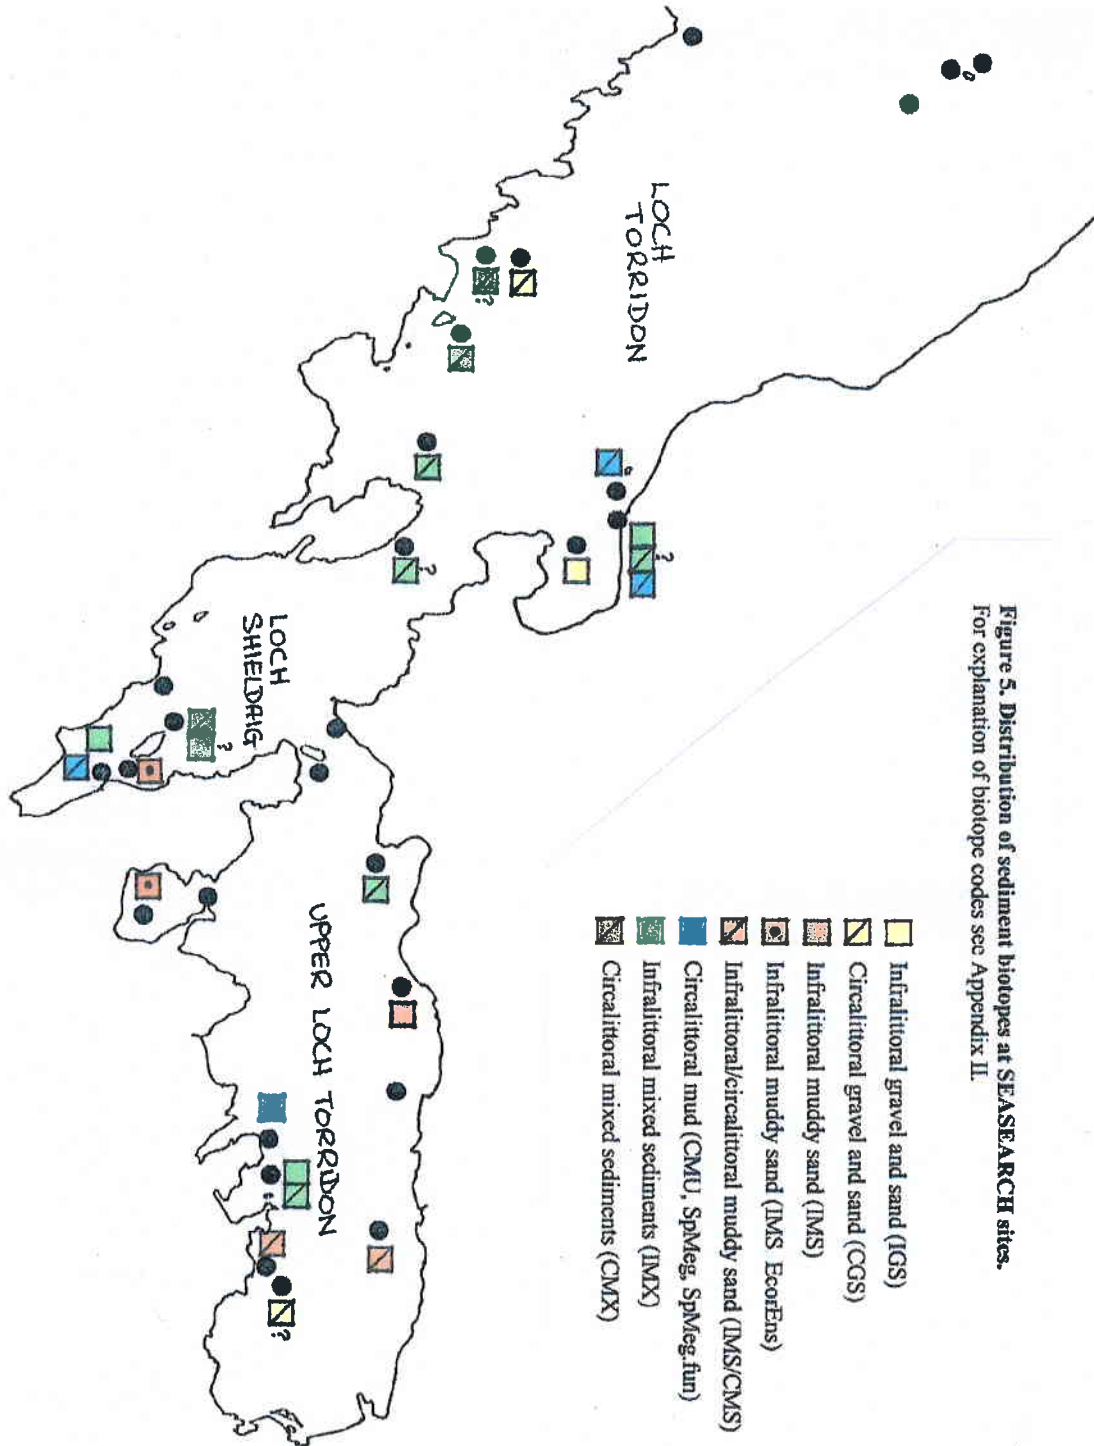 Figure 5. Distribution of sediment biotopes at SEASEARCH sites.
For explanation of biotope codes see Appendix II.
Infralittoral gravel and sand (IGS)
Circalittoral gravel and sand (CGS)
Infralittoral muddy sand (IMS)
Infralittoral muddy sand (IMS EcorEns)
Infralittoral/circalittoral muddy sand (IMS/CMS)
Circalittoral mud (CMU, SpMeg, SpMeg.fun)
Infralittoral mixed sediments (IMX)
Circalittoral mixed sediments (CMX)
LOCH
TORRIDON
?
?
?
LOCH
SHIELDAIG
?
UPPER LOCH TORRIDON
?